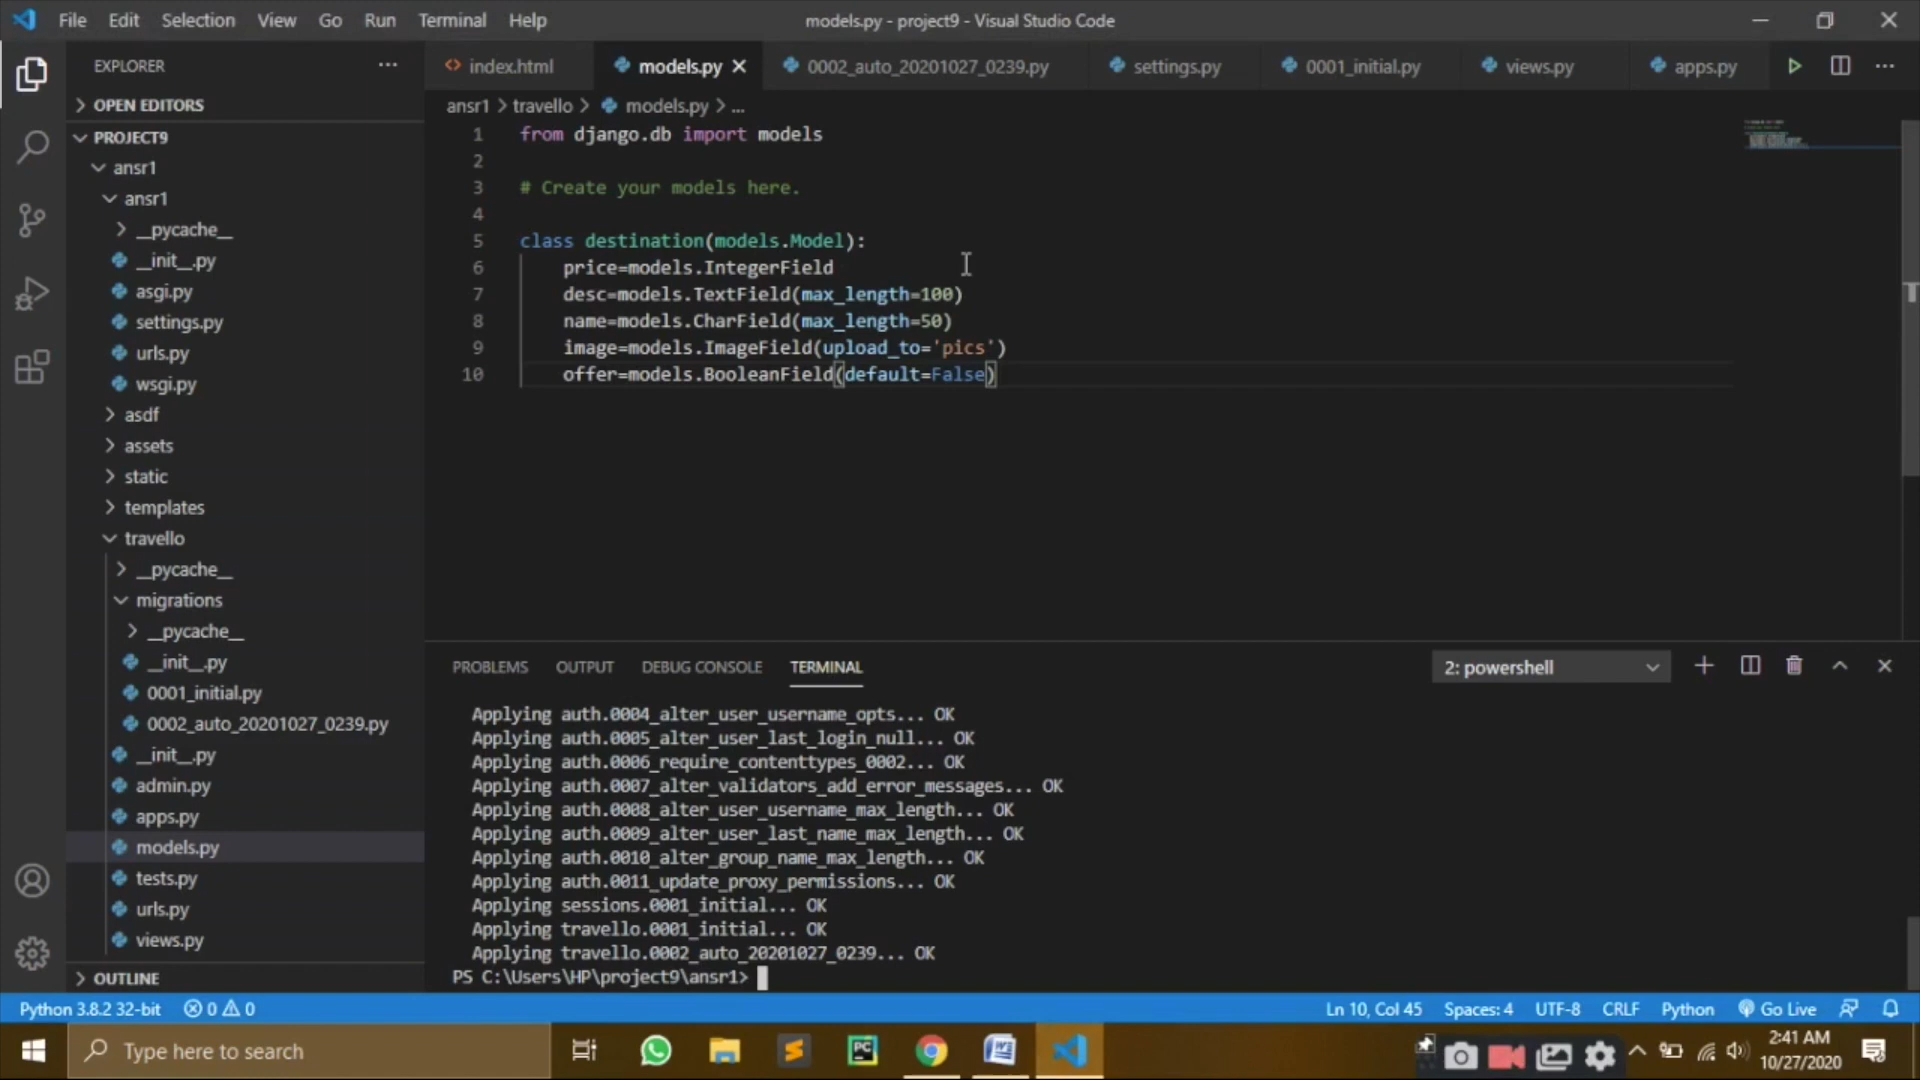 File Edit Selection View Go Run Terminal Help models.py - project9 - Visual Studio Code
EXPLORER
index.html models.py 0002_auto_20201027_0239.py settings.py 0001_initial.py views.py apps.py
OPEN EDITORS
PROJECT9
ansr1
ansr1
__pycache__
__init__.py
asgi.py
settings.py
urls.py
wsgi.py
asdf
assets
static
templates
travello
__pycache__
migrations
__pycache__
__init__.py
0001_initial.py
0002_auto_20201027_0239.py
__init__.py
admin.py
apps.py
models.py
tests.py
urls.py
views.py
OUTLINE
ansr1 > travello > models.py > ...
1 from django.db import models
2
3 # Create your models here.
4
5 class destination(models.Model):
6 price=models.IntegerField
7 desc=models.TextField(max_length=100)
8 name=models.CharField(max_length=50)
9 image=models.ImageField(upload_to='pics')
10 offer=models.BooleanField(default=False)
PROBLEMS OUTPUT DEBUG CONSOLE TERMINAL 2: powershell
Applying auth.0004_alter_user_username_opts... OK
Applying auth.0005_alter_user_last_login_null... OK
Applying auth.0006_require_contenttypes_0002... OK
Applying auth.0007_alter_validators_add_error_messages... OK
Applying auth.0008_alter_user_username_max_length... OK
Applying auth.0009_alter_user_last_name_max_length... OK
Applying auth.0010_alter_group_name_max_length... OK
Applying auth.0011_update_proxy_permissions... OK
Applying sessions.0001_initial... OK
Applying travello.0001_initial... OK
Applying travello.0002_auto_20201027_0239... OK
PS C:\Users\HP\project9\ansr1>
Python 3.8.2 32-bit 0 0 Ln 10, Col 45 Spaces: 4 UTF-8 CRLF Python Go Live
Type here to search
2:41 AM
10/27/2020